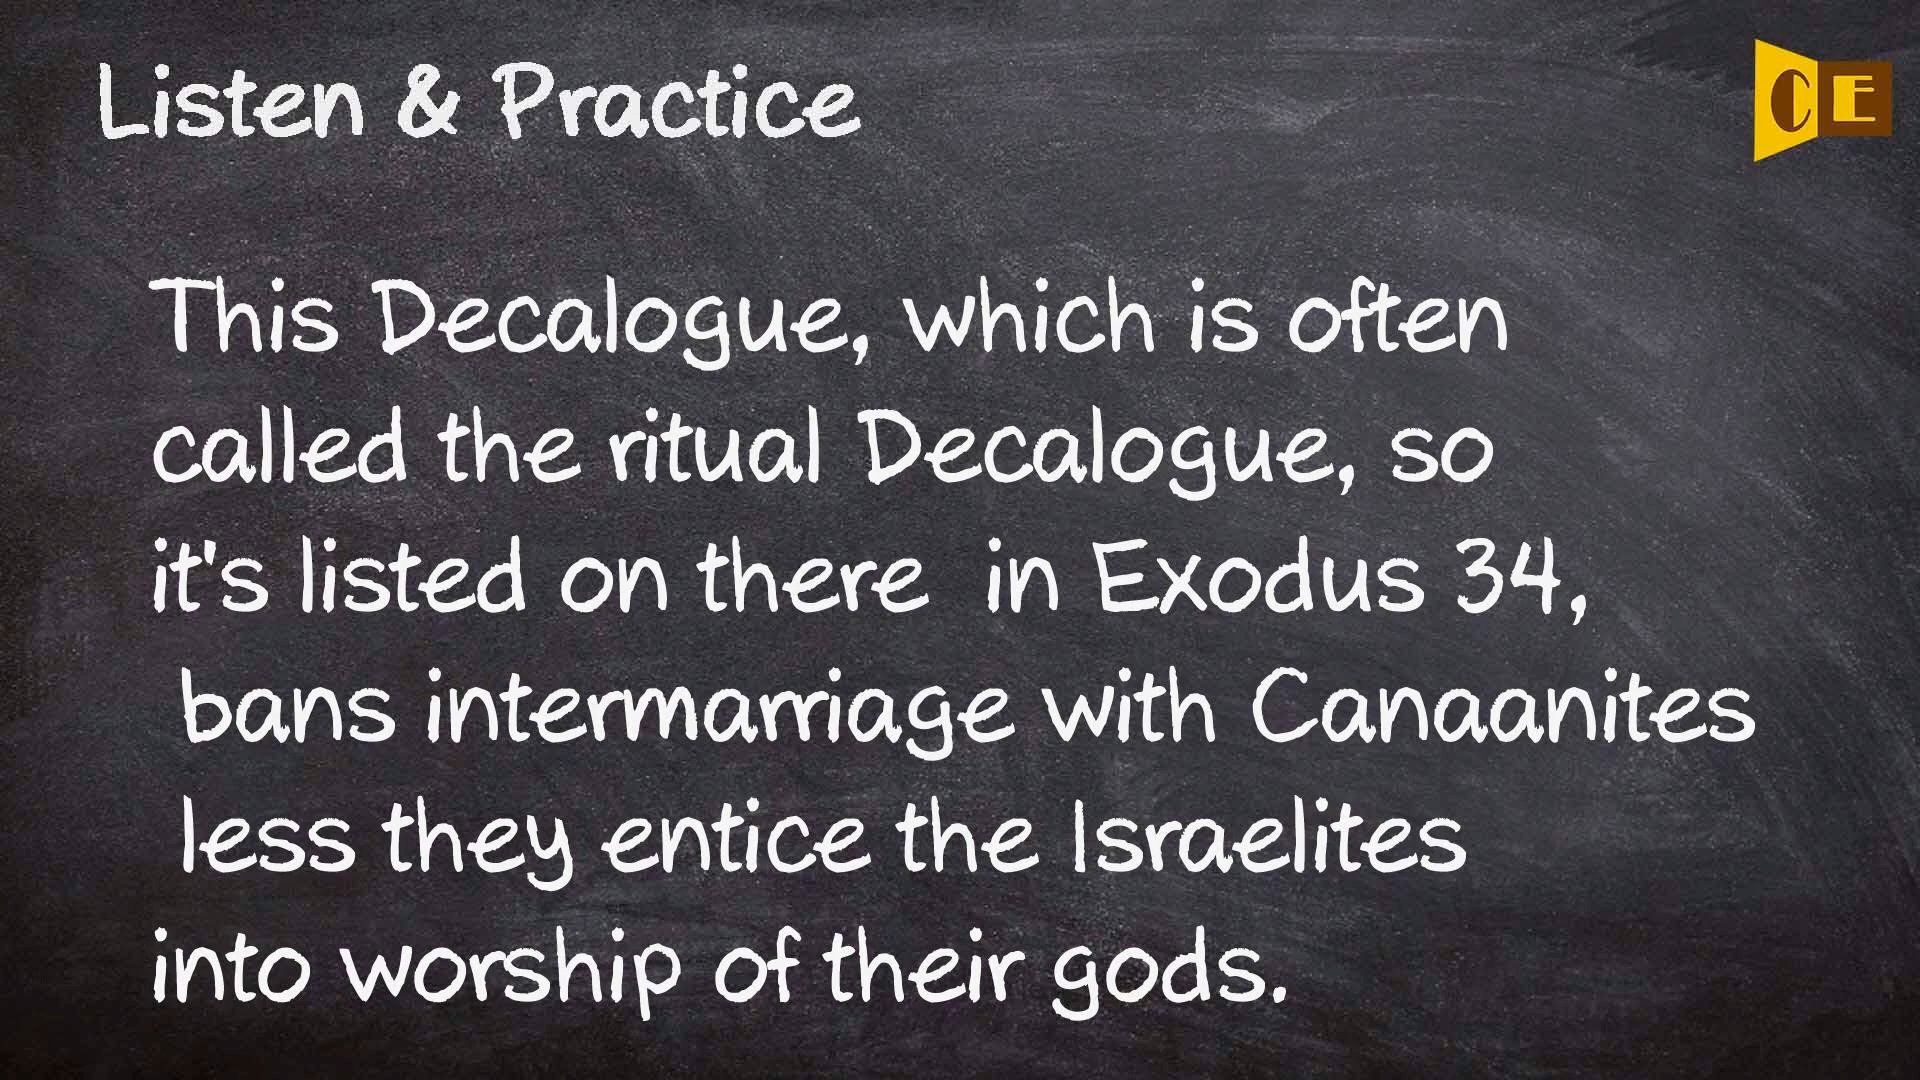 Listen & Practice
CE
This Decalogue, which is often
called the ritual Decalogue, so
it's listed on there  in Exodus 34,
bans intermarriage with Canaanites
less they entice the Israelites
into worship of their gods.